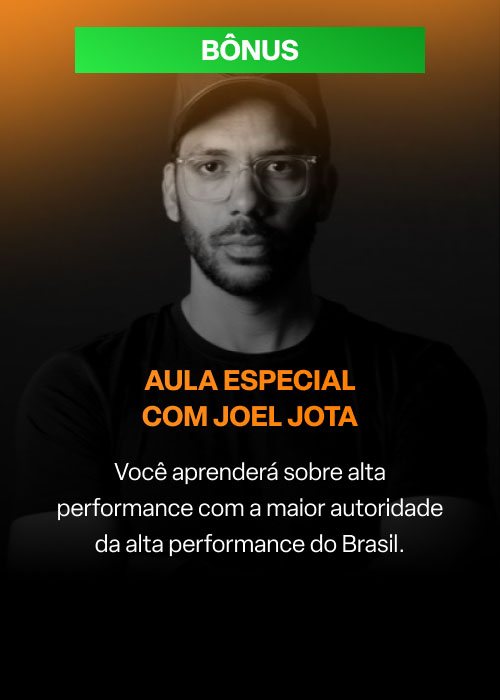 BÔNUS
AULA ESPECIAL
COM JOEL JOTA
Você aprenderá sobre alta
performance com a maior autoridade
da alta performance do Brasil.